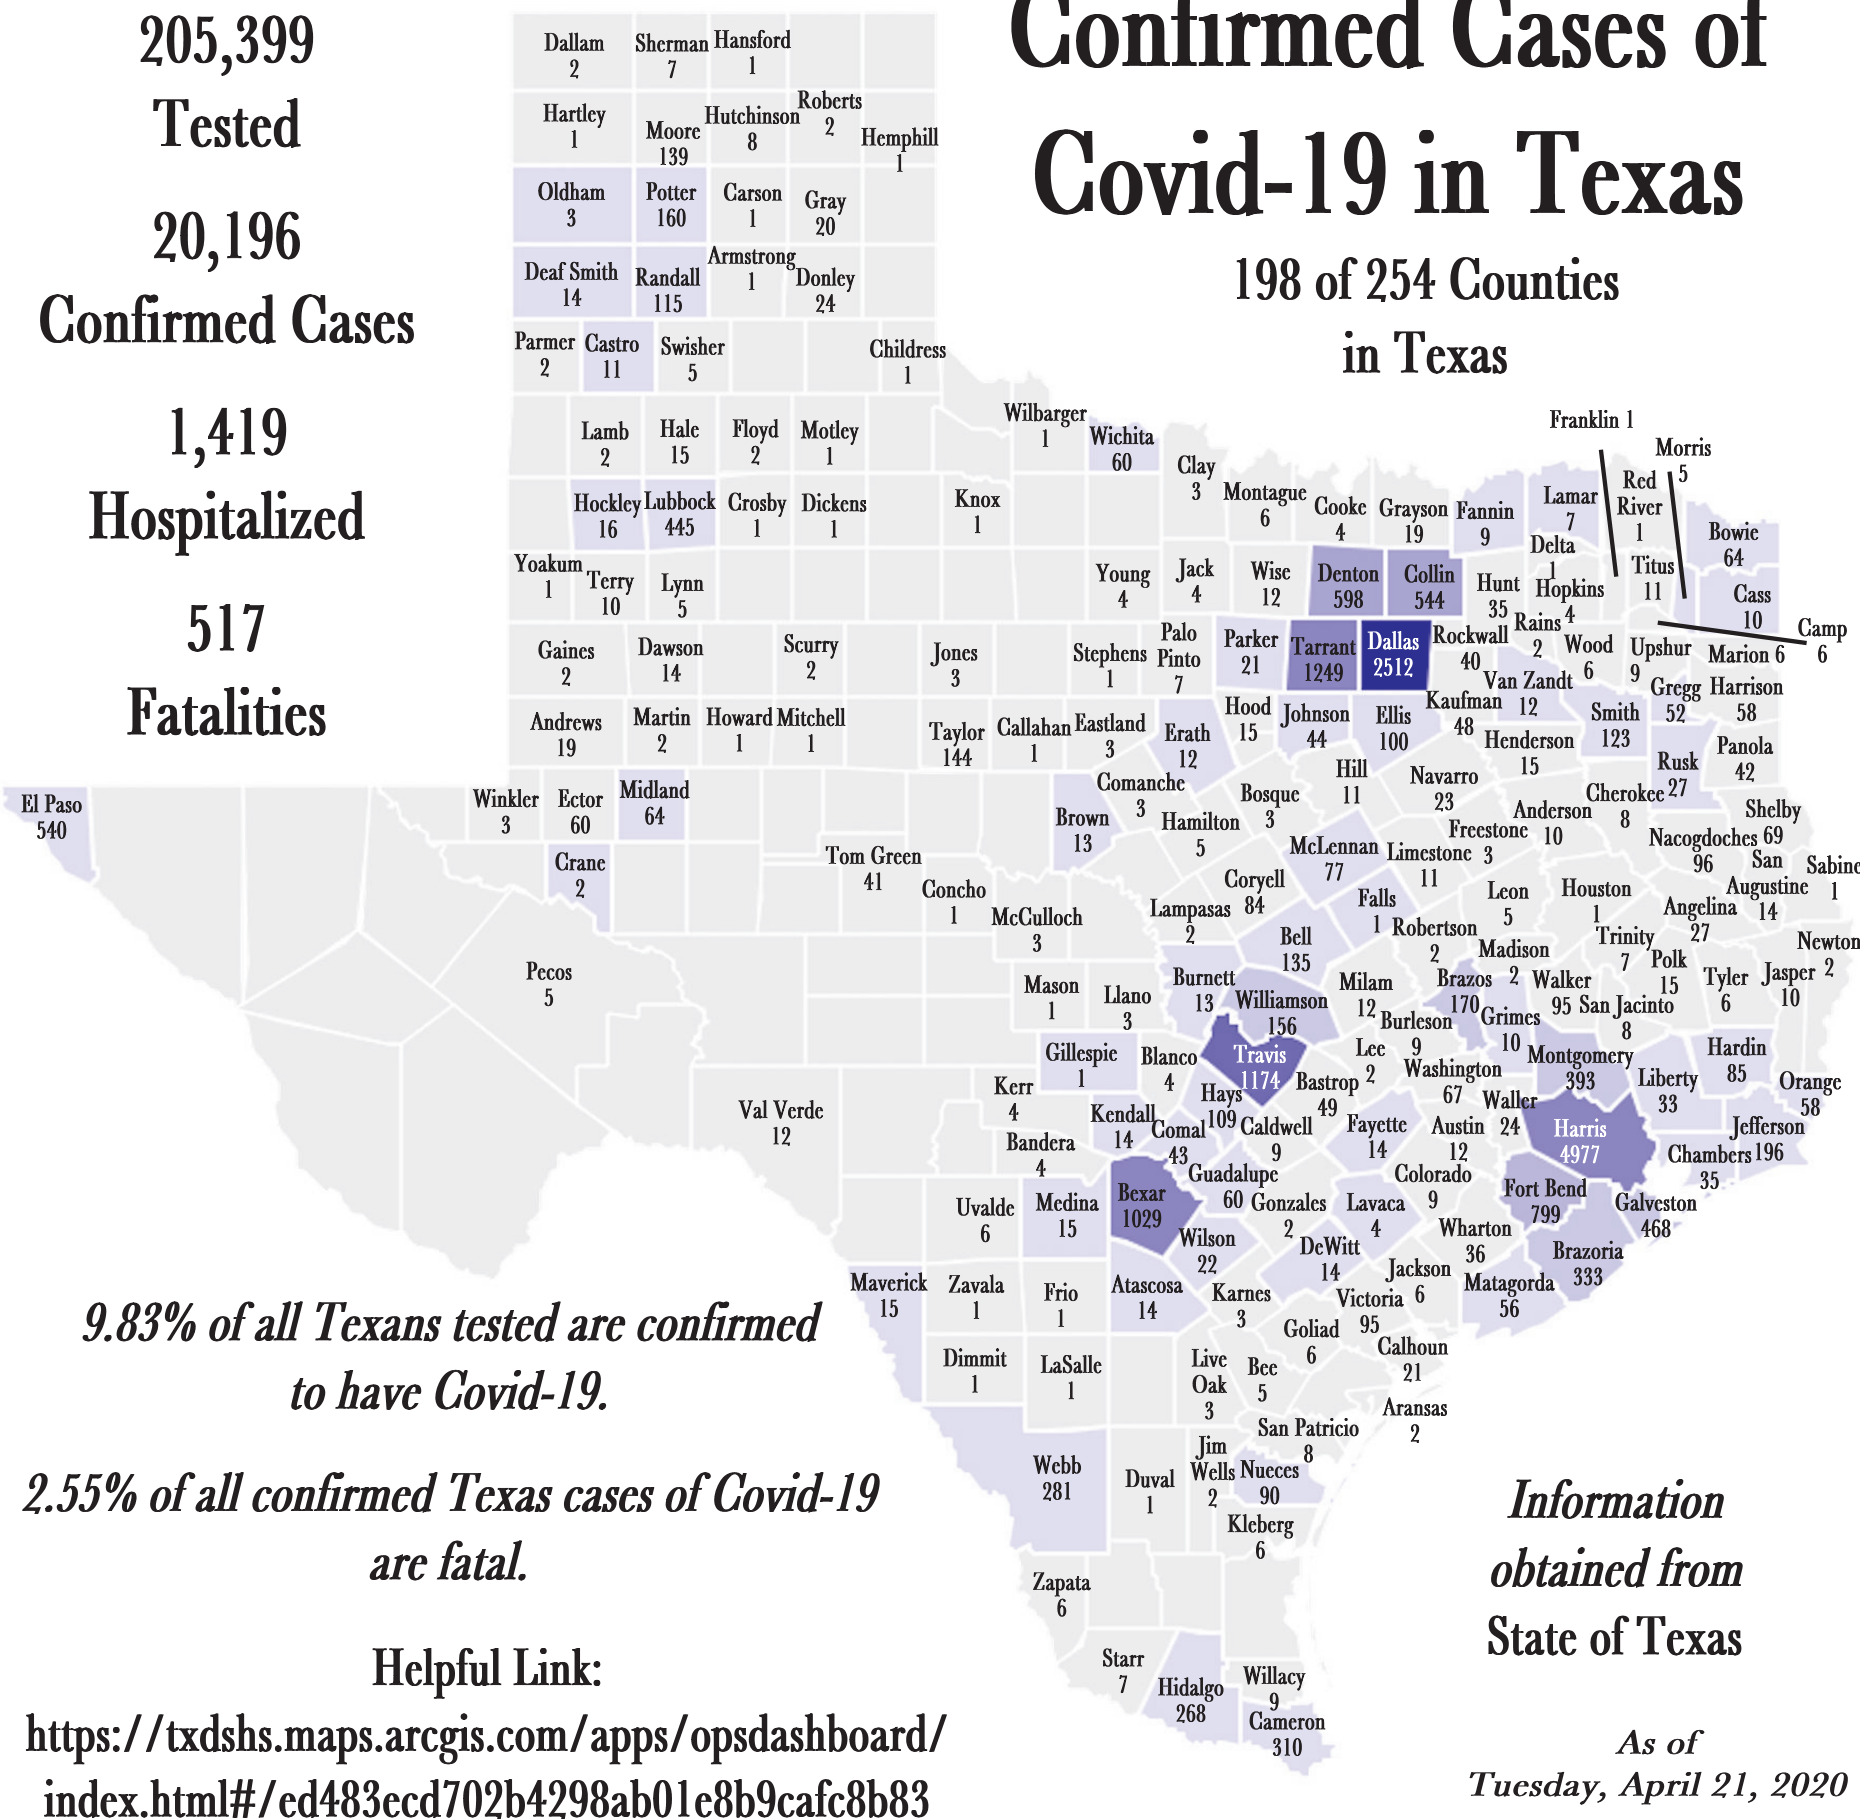 205,399
Tested
20,196
Confirmed Cases
1,419
Hospitalized
517
Fatalities
Confirmed Cases of
Covid-19 in Texas
198 of 254 Counties
in Texas
Dallam
2
Sherman
7
Hansford
1
Hartley
1
Moore
139
Hutchinson
8
Roberts
2
Hemphill
1
Oldham
3
Potter
160
Carson
1
Gray
20
Deaf Smith
14
Randall
115
Armstrong
1
Donley
24
Parmer
2
Castro
11
Swisher
5
Childress
1
Lamb
2
Hale
15
Floyd
2
Motley
1
Wilbarger
1
Wichita
60
Clay
3
Franklin 1
Morris
5
Hockley
16
Lubbock
445
Crosby
1
Dickens
1
Knox
1
Montague
6
Cooke
4
Grayson
19
Fannin
9
Lamar
7
Red
River
1
Bowie
64
Yoakum
1
Terry
10
Lynn
5
Young
4
Jack
4
Wise
12
Denton
598
Collin
544
Hunt
35
Delta
1
Hopkins
4
Titus
11
Cass
10
Camp
6
Gaines
2
Dawson
14
Scurry
2
Jones
3
Stephens
1
Palo
Pinto
7
Parker
21
Tarrant
1249
Dallas
2512
Rockwall
40
Rains
2
Wood
6
Upshur
9
Marion 6
Andrews
19
Martin
2
Howard
1
Mitchell
1
Taylor
144
Callahan
1
Eastland
3
Erath
12
Hood
15
Johnson
44
Ellis
100
Kaufman
48
Van Zandt
12
Smith
123
Gregg
52
Harrison
58
Henderson
15
Rusk
27
Panola
42
El Paso
540
Winkler
3
Ector
60
Midland
64
Comanche
3
Brown
13
Hamilton
5
Bosque
3
Hill
11
Navarro
23
Anderson
10
Cherokee
8
Shelby
69
Freestone
3
Nacogdoches
96
San
Augustine
14
Sabine
1
Crane
2
Tom Green
41
Concho
1
McCulloch
3
McLennan
77
Limestone
11
Coryell
84
Lampasas
2
Falls
1
Leon
5
Houston
1
Angelina
27
Pecos
5
Bell
135
Robertson
2
Madison
2
Trinity
7
Polk
15
Newton
2
Mason
1
Llano
3
Burnett
13
Williamson
156
Milam
12
Brazos
170
Walker
95
San Jacinto
8
Tyler
6
Jasper
10
Burleson
9
Grimes
10
Gillespie
1
Blanco
4
Travis
1174
Lee
2
Washington
67
Montgomery
393
Liberty
33
Hardin
85
Orange
58
Val Verde
12
Kerr
4
Kendall
14
Hays
109
Bastrop
49
Waller
24
Bandera
4
Comal
43
Caldwell
9
Fayette
14
Austin
12
Harris
4977
Jefferson
196
Chambers
35
Guadalupe
60
Colorado
9
Uvalde
6
Medina
15
Bexar
1029
Gonzales
2
Lavaca
4
Fort Bend
799
Galveston
468
Wilson
22
DeWitt
14
Wharton
36
Brazoria
333
Maverick
15
Zavala
1
Frio
1
Atascosa
14
Karnes
3
Victoria
95
Jackson
6
Matagorda
56
Goliad
6
Calhoun
21
Dimmit
1
LaSalle
1
Live
Oak
3
Bee
5
Aransas
2
San Patricio
8
Webb
281
Duval
1
Jim
Wells
2
Nueces
90
Kleberg
6
Zapata
6
Starr
7
Hidalgo
268
Willacy
9
Cameron
310
9.83% of all Texans tested are confirmed
to have Covid-19.
2.55% of all confirmed Texas cases of Covid-19
are fatal.
Helpful Link:
https://txdshs.maps.arcgis.com/apps/opsdashboard/
index.html#/ed483ecd702b4298ab01e8b9cafc8b83
Information
obtained from
State of Texas
As of
Tuesday, April 21, 2020